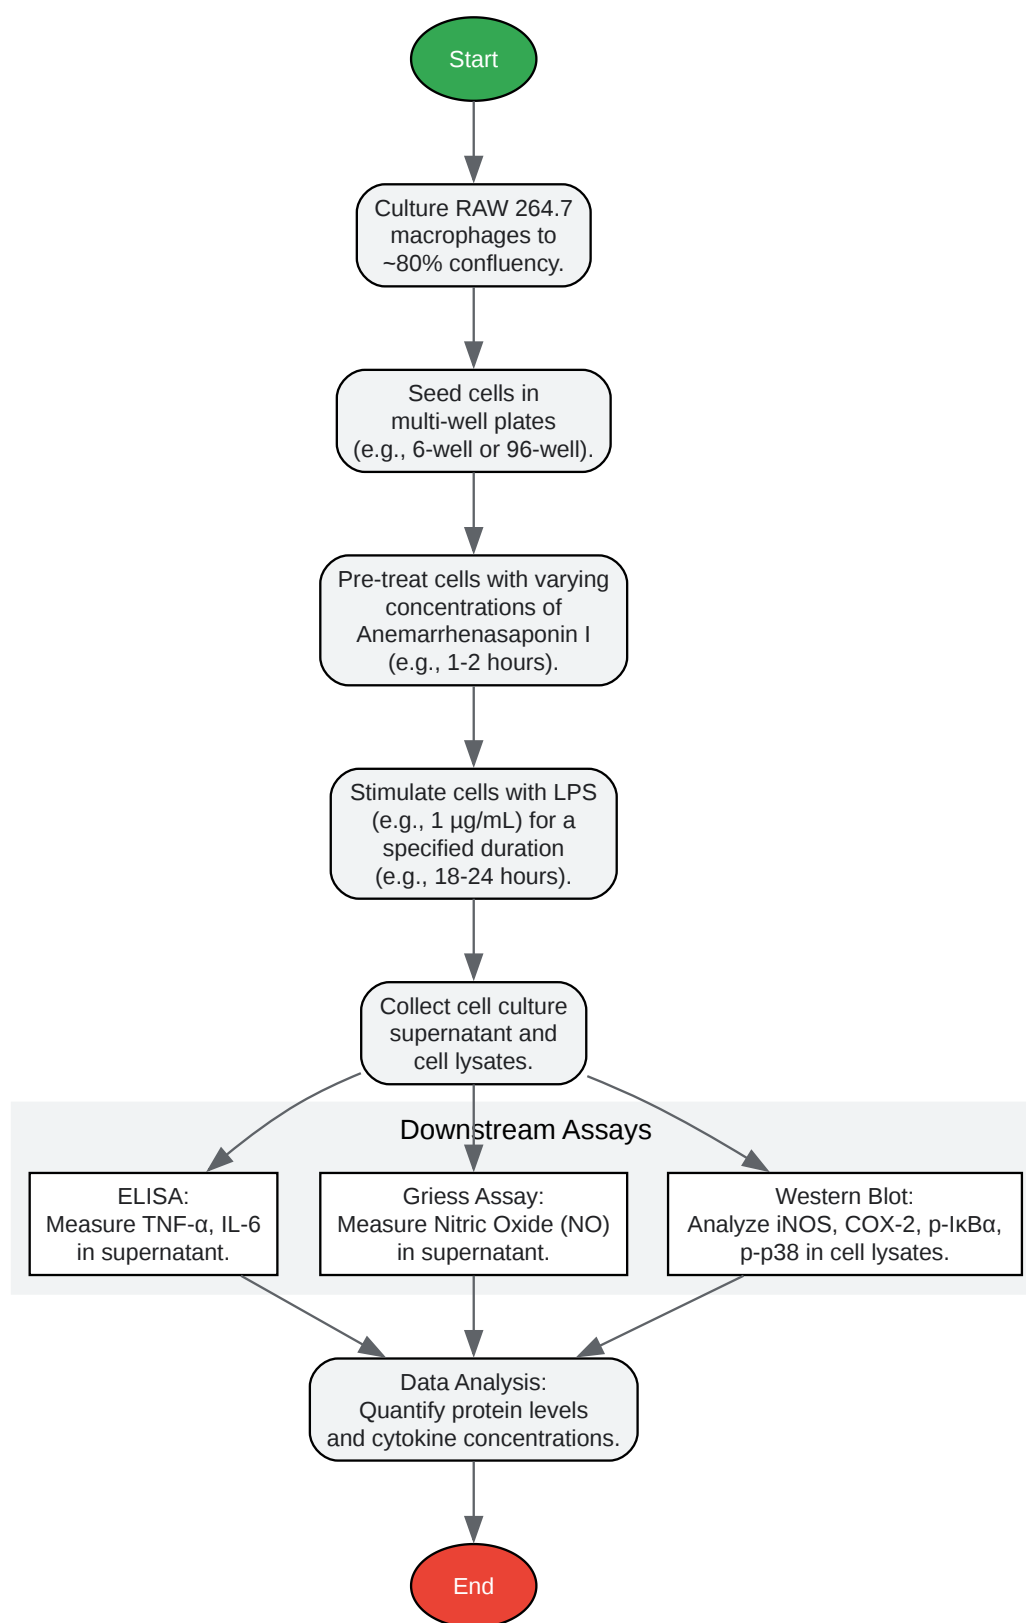 Start
Culture RAW 264.7
macrophages to
~80% confluency.
Seed cells in
multi-well plates
(e.g., 6-well or 96-well).
Pre-treat cells with varying
concentrations of
Anemarrhenasaponin I
(e.g., 1-2 hours).
Stimulate cells with LPS
(e.g., 1 µg/mL) for a
specified duration
(e.g., 18-24 hours).
Collect cell culture
supernatant and
cell lysates.
Downstream Assays
ELISA:
Measure TNF-α, IL-6
in supernatant.
Griess Assay:
Measure Nitric Oxide (NO)
in supernatant.
Western Blot:
Analyze iNOS, COX-2, p-IκBα,
p-p38 in cell lysates.
Data Analysis:
Quantify protein levels
and cytokine concentrations.
End